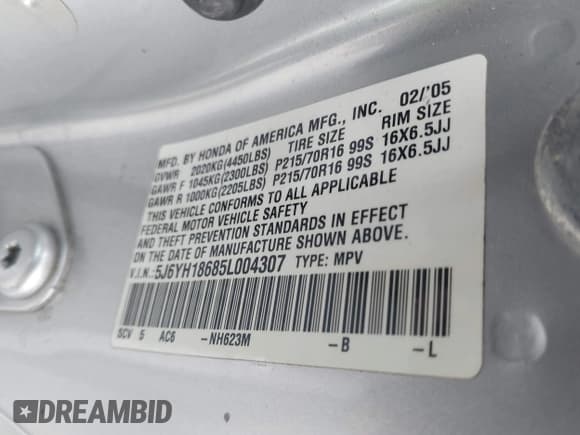 MFD. BY HONDA OF AMERICA MFG., INC. 02/'05
GVWR 2020KG(4450LBS) TIRE SIZE RIM SIZE
GAWR F 1045KG(2300LBS) P215/70R16 99S 16X6.5JJ
GAWR R 1000KG(2205LBS) P215/70R16 99S 16X6.5JJ
THIS VEHICLE CONFORMS TO ALL APPLICABLE
FEDERAL MOTOR VEHICLE SAFETY
AND THEFT PREVENTION STANDARDS IN EFFECT
ON THE DATE OF MANUFACTURE SHOWN ABOVE.
V.I.N.: 5J6YH18685L004307 TYPE: MPV
SCV 5 AC6 -NH623M -B -L
DREAMBID